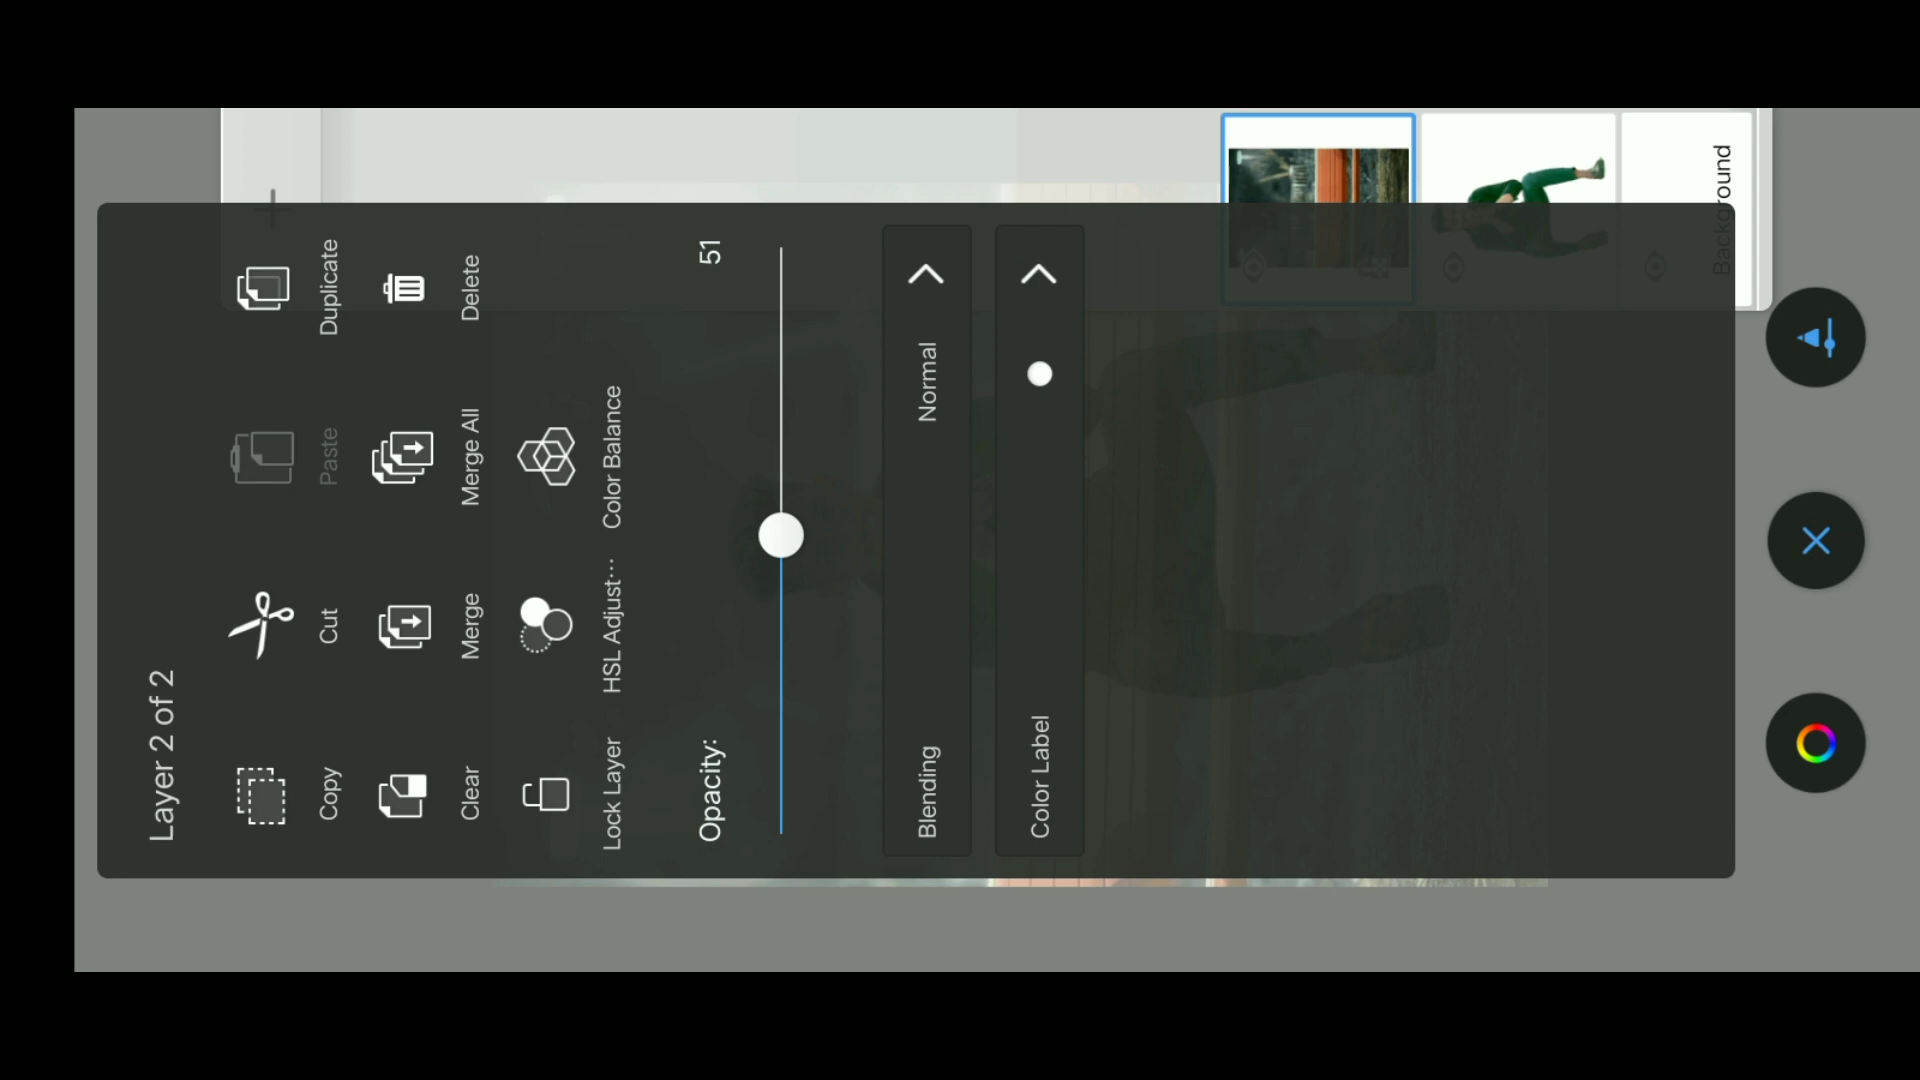 Layer 2 of 2
Copy Cut Paste Duplicate
Clear Merge Merge All Delete
Lock Layer HSL Adjust··· Color Balance
Opacity: 51
Blending Normal
Color Label
Background